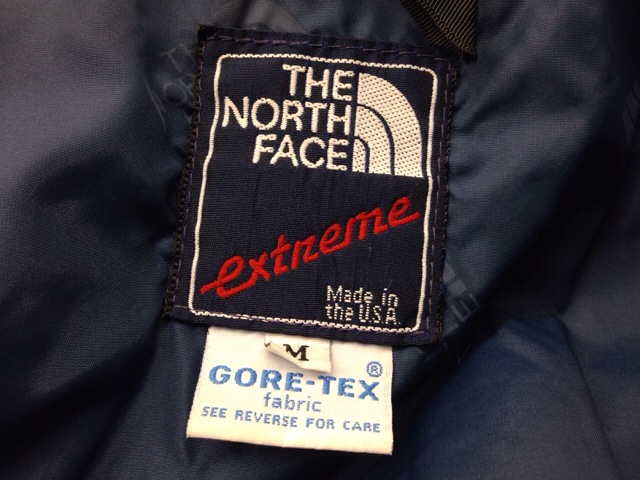 THE
NORTH
FACE
extreme
Made in
the U.S.A.
M
GORE-TEX®
fabric
SEE REVERSE FOR CARE